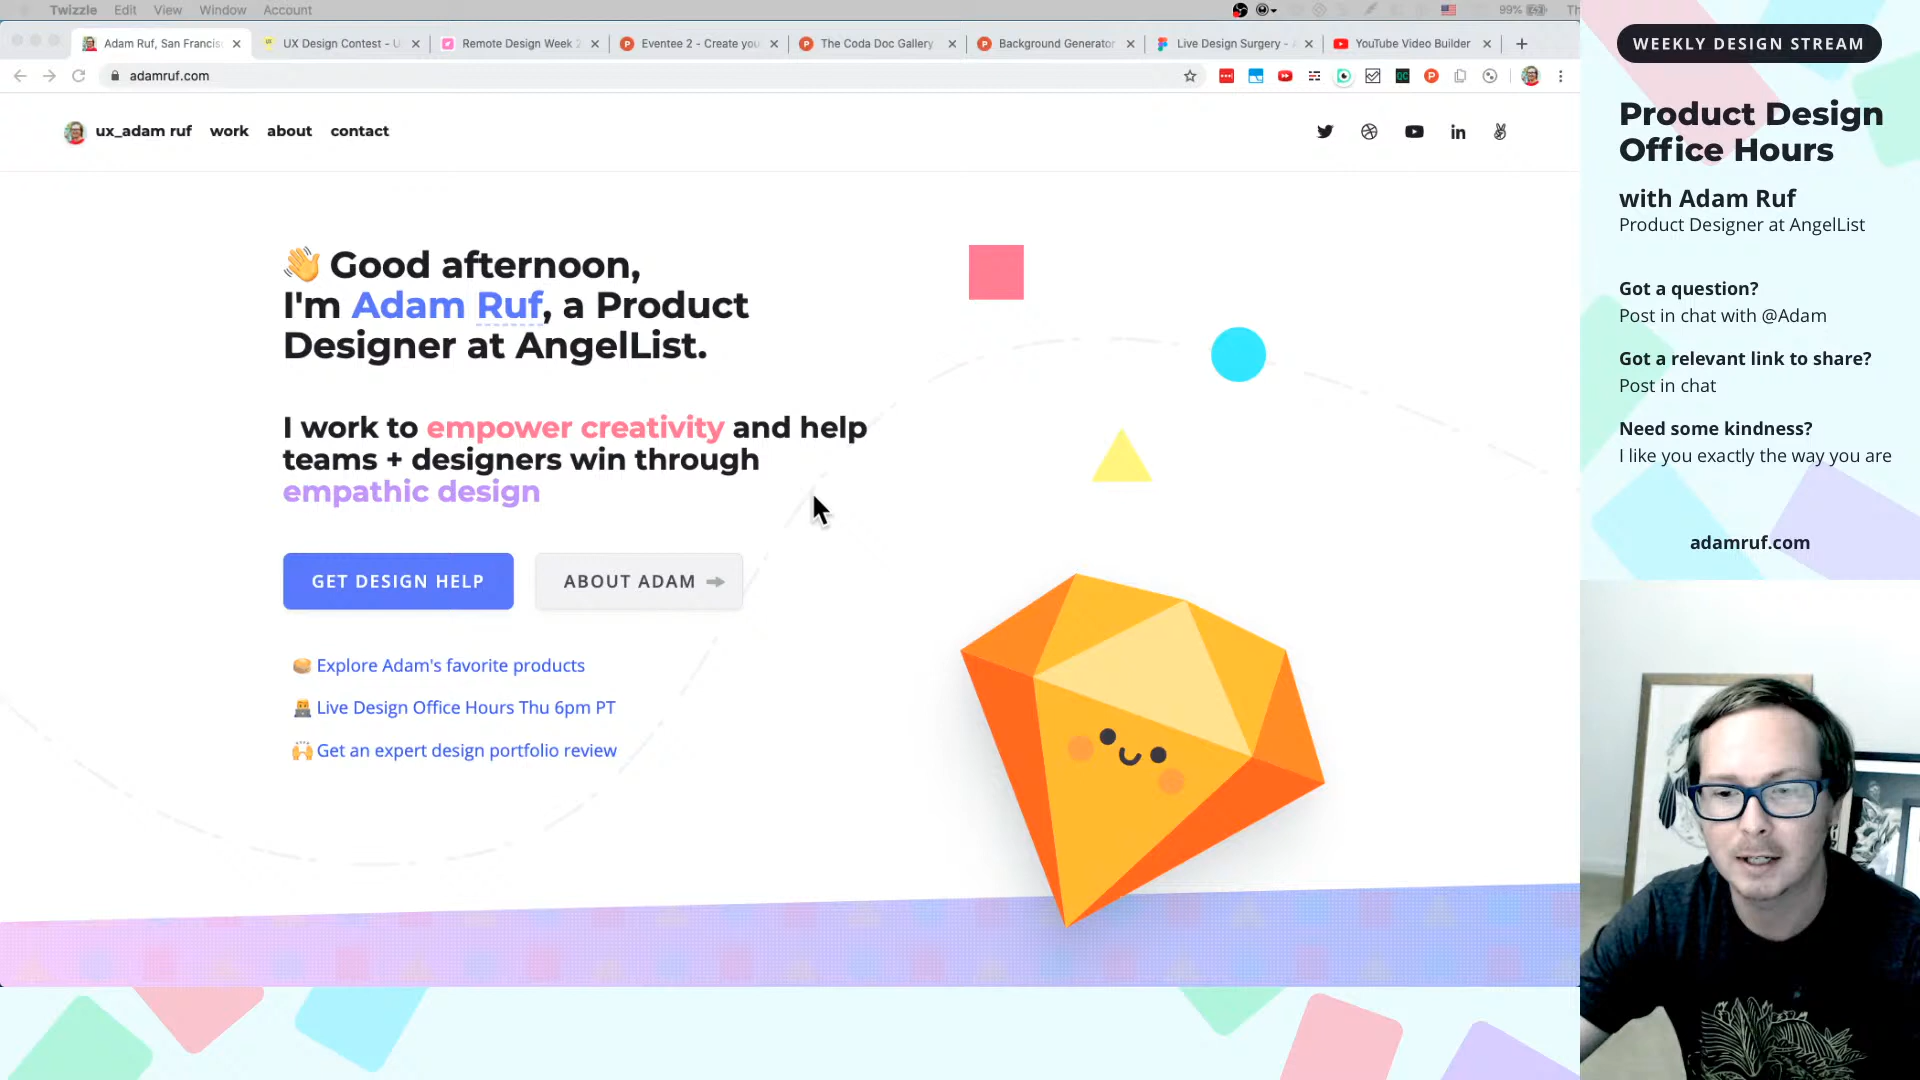 Twizzle Edit View Window Account
99%
Adam Ruf, San Francis
UX Design Contest - U
Remote Design Week 2
Eventee 2 - Create you
The Coda Doc Gallery
Background Generator
Live Design Surgery - A
YouTube Video Builder
adamruf.com
ux_adam ruf work about contact
👋 Good afternoon,
I'm Adam Ruf, a Product
Designer at AngelList.
I work to empower creativity and help
teams + designers win through
empathic design
GET DESIGN HELP
ABOUT ADAM
Explore Adam's favorite products
Live Design Office Hours Thu 6pm PT
Get an expert design portfolio review
WEEKLY DESIGN STREAM
Product Design
Office Hours
with Adam Ruf
Product Designer at AngelList
Got a question?
Post in chat with @Adam
Got a relevant link to share?
Post in chat
Need some kindness?
I like you exactly the way you are
adamruf.com